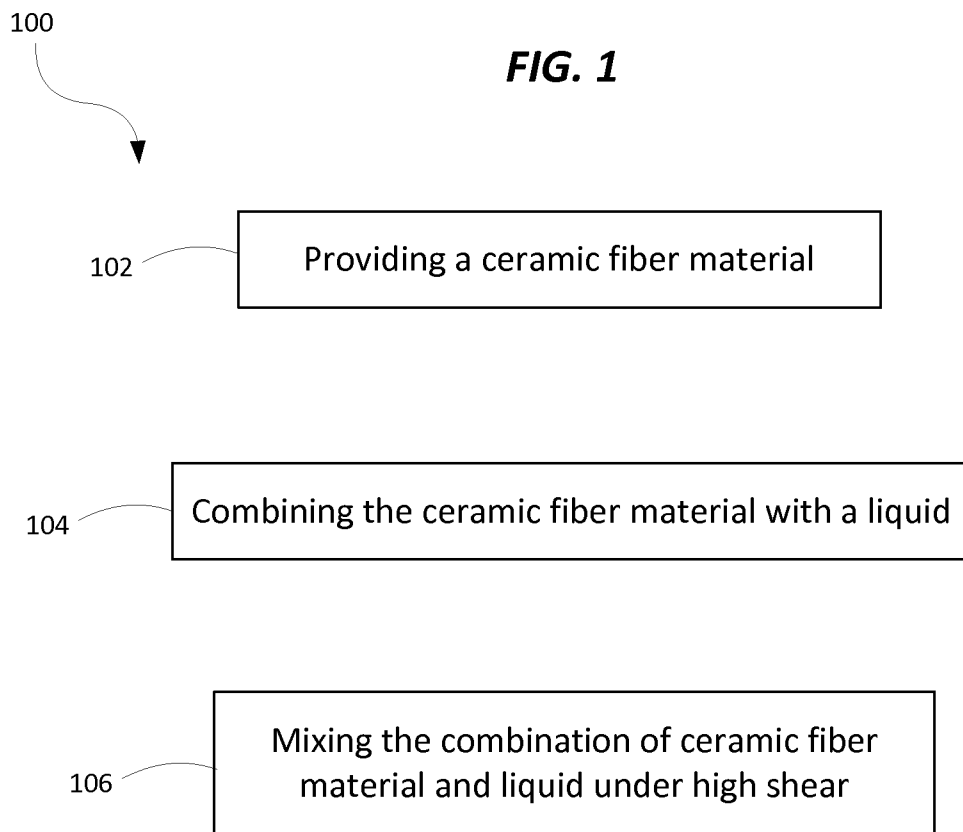 100
FIG. 1
102
Providing a ceramic fiber material
104
Combining the ceramic fiber material with a liquid
106
Mixing the combination of ceramic fiber
material and liquid under high shear